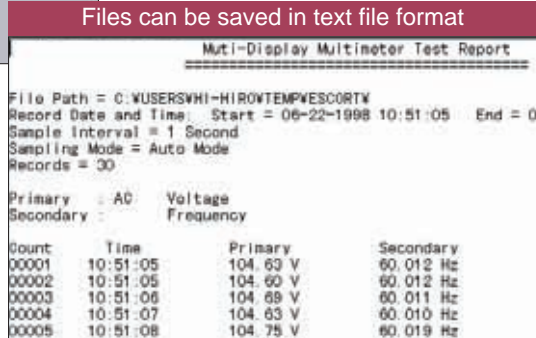 Files can be saved in text file format
Muti-Display Multimeter Test Report
=====================================
File Path = C:¥USERS¥HI-HIRO¥TEMP¥ESCORT¥
Record Date and Time: Start = 06-22-1998 10:51:05 End = 0
Sample Interval = 1 Second
Sampling Mode = Auto Mode
Records = 30
Primary : AC Voltage
Secondary : Frequency
Count Time Primary Secondary
00001 10:51:05 104.63 V 60.012 Hz
00002 10:51:05 104.60 V 60.012 Hz
00003 10:51:06 104.69 V 60.011 Hz
00004 10:51:07 104.63 V 60.010 Hz
00005 10:51:08 104.75 V 60.019 Hz